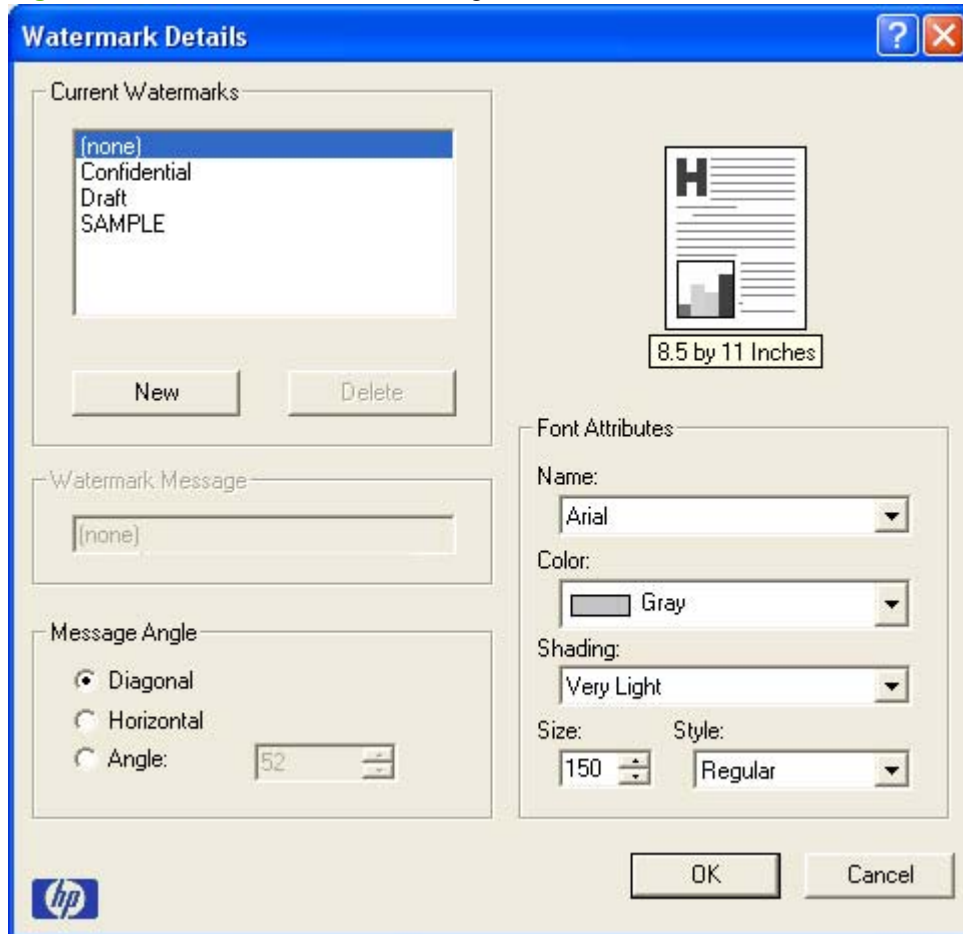 Watermark Details
Current Watermarks
(none)
Confidential
Draft
SAMPLE
New
Delete
Watermark Message
(none)
Message Angle
Diagonal
Horizontal
Angle:
52
H
8.5 by 11 Inches
Font Attributes
Name:
Arial
Color:
Gray
Shading:
Very Light
Size:
Style:
150
Regular
OK
Cancel
hp